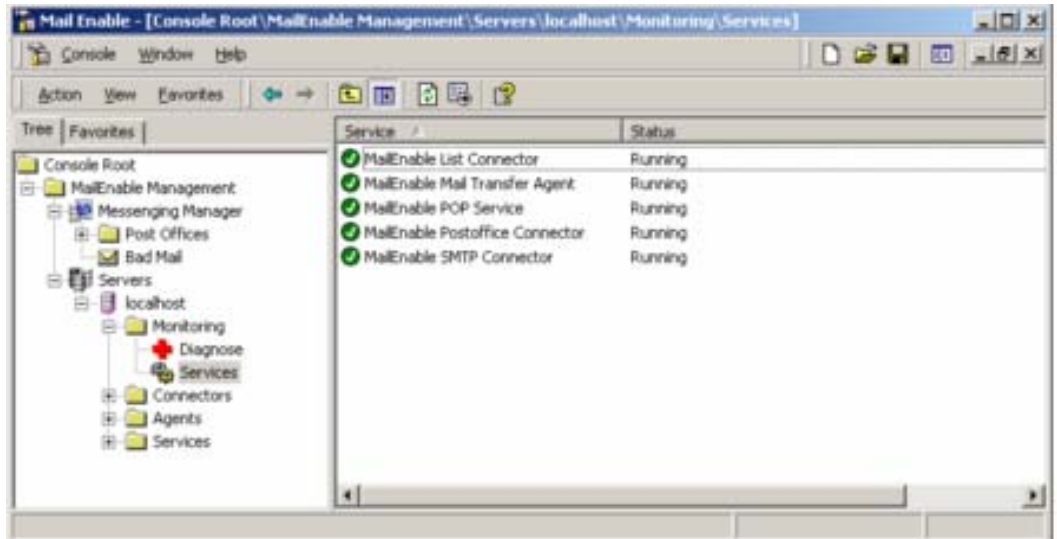 Mail Enable - [Console Root\MailEnable Management\Servers\localhost\Monitoring\Services]
Console Window Help
Action View Favorites
Tree Favorites
Console Root
MailEnable Management
Messenging Manager
Post Offices
Bad Mail
Servers
localhost
Monitoring
Diagnose
Services
Connectors
Agents
Services
Service Status
MailEnable List Connector Running
MailEnable Mail Transfer Agent Running
MailEnable POP Service Running
MailEnable Postoffice Connector Running
MailEnable SMTP Connector Running